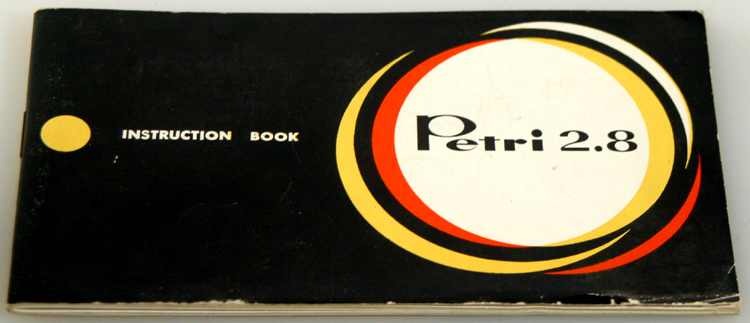 INSTRUCTION BOOK
Petri 2.8